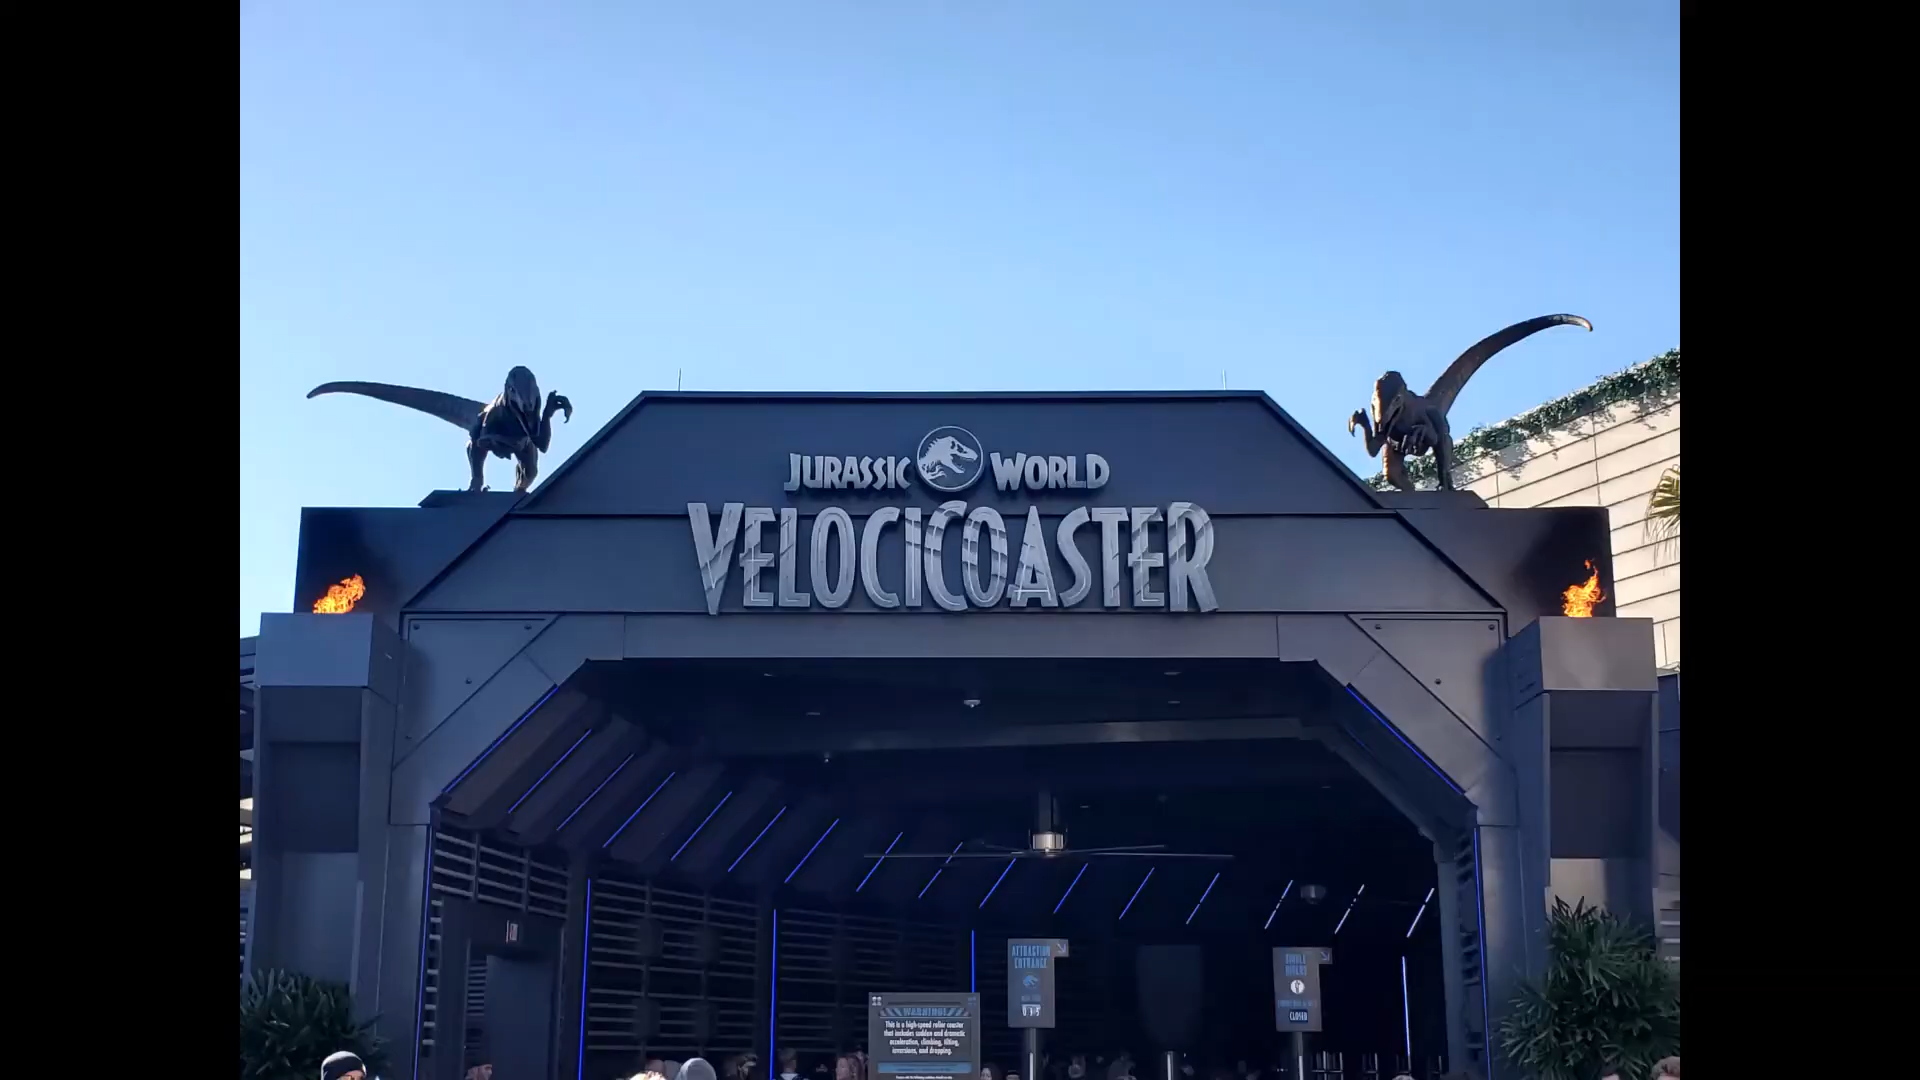 JURASSIC WORLD
VELOCICOASTER
ATTRACTION
ENTRANCE
SINGLE
RIDERS
CLOSED
WARNING!
This is a high-speed roller coaster
that includes sudden and dramatic
acceleration, climbing, tilting,
inversions, and dropping.